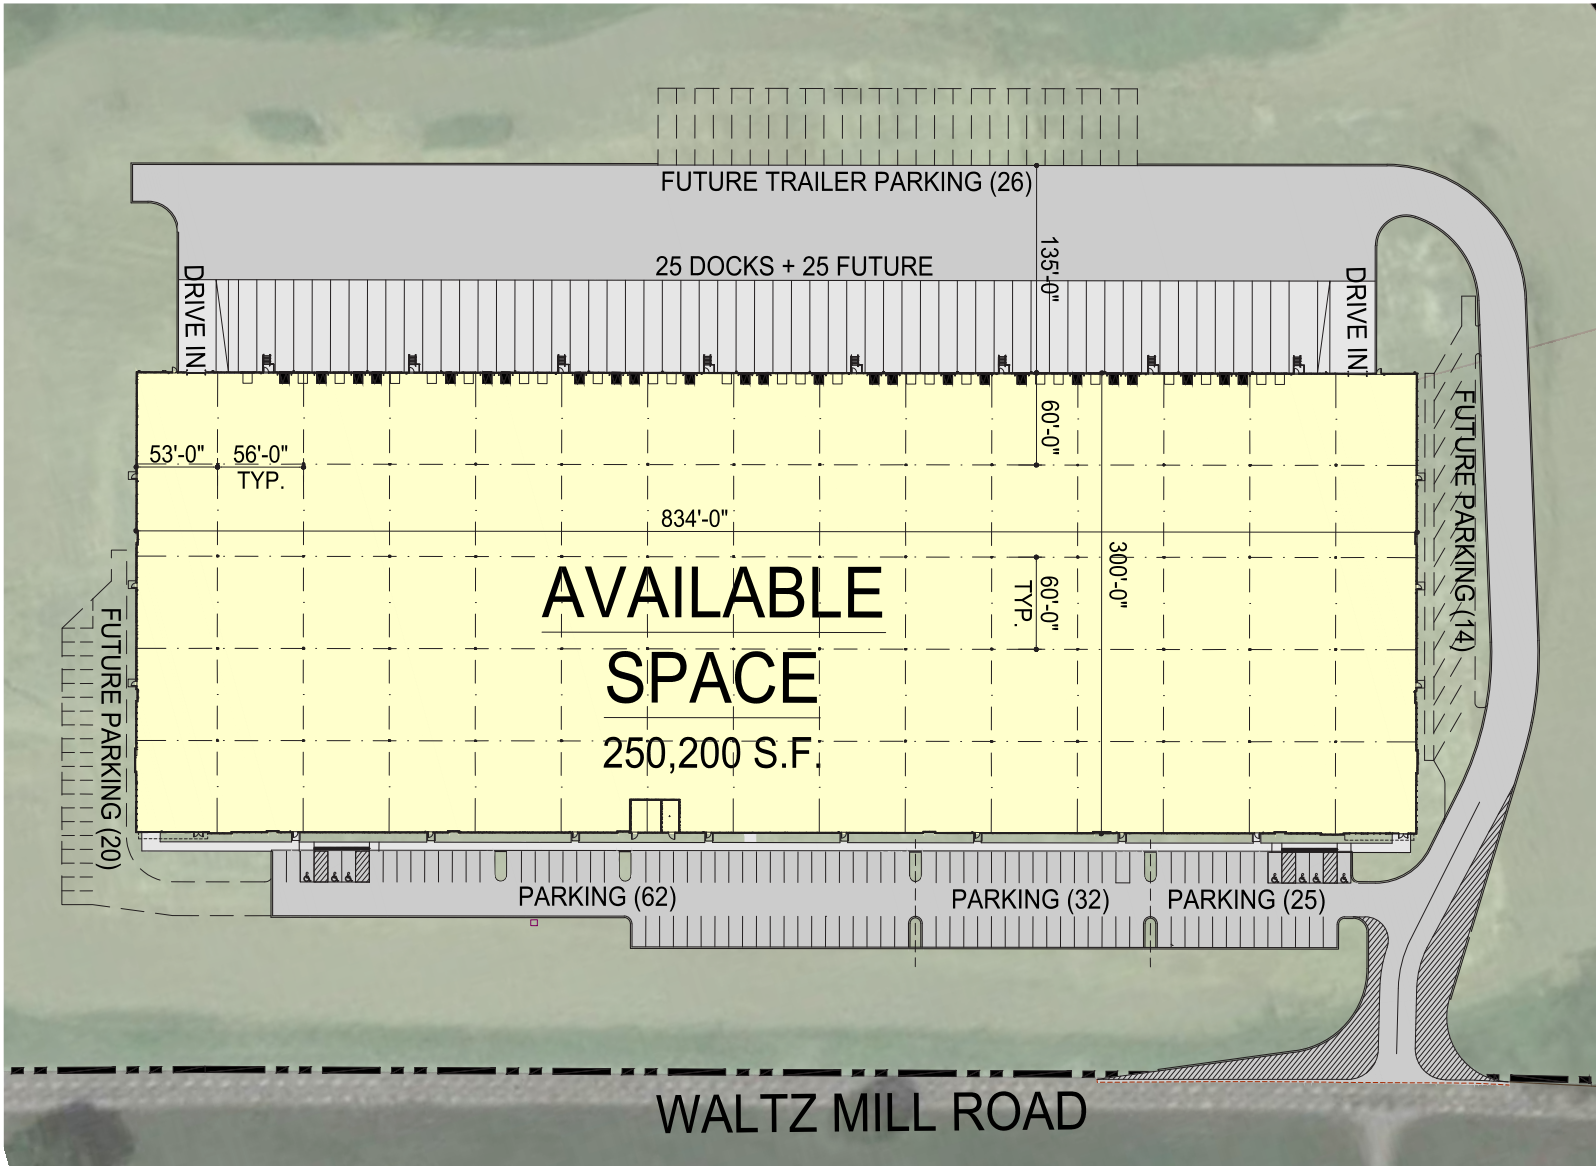 FUTURE TRAILER PARKING (26)
135'-0"
25 DOCKS + 25 FUTURE
DRIVE IN
DRIVE IN
60'-0"
53'-0"
56'-0"
TYP.
834'-0"
FUTURE PARKING (14)
300'-0"
60'-0"
TYP.
AVAILABLE
SPACE
250,200 S.F.
FUTURE PARKING (20)
PARKING (62)
PARKING (32)
PARKING (25)
WALTZ MILL ROAD